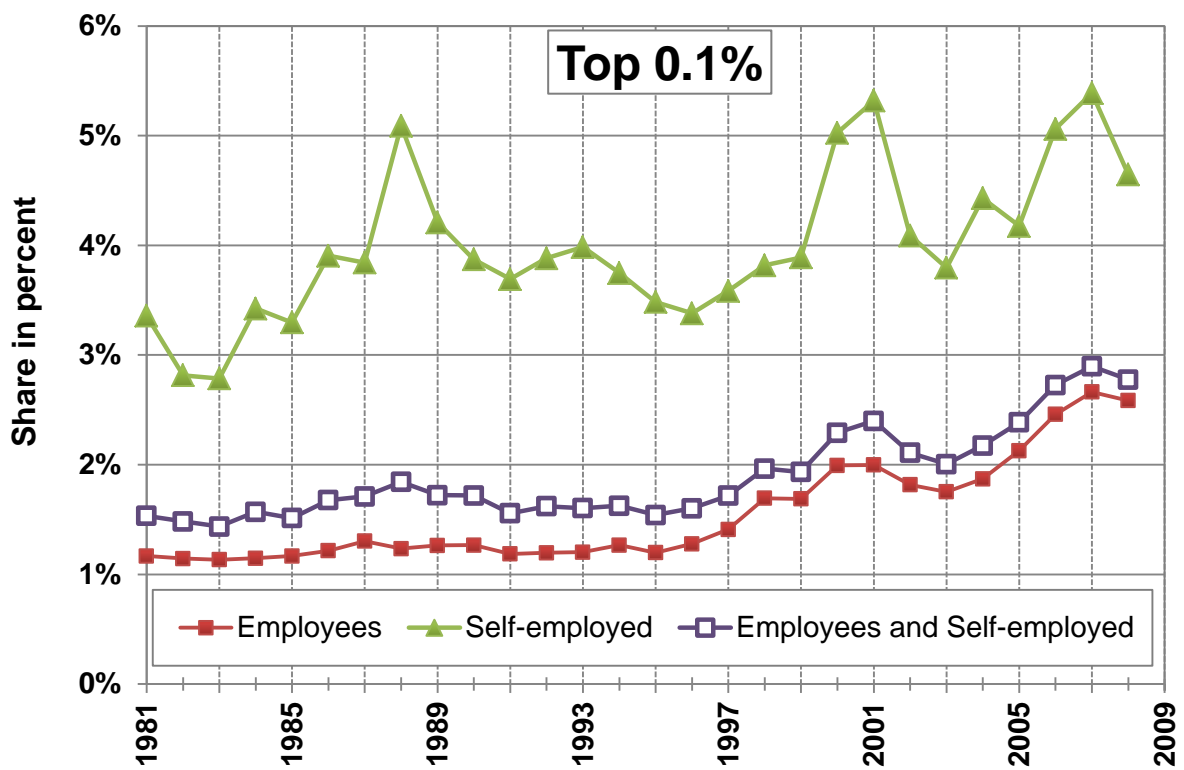 Top 0.1%
6%
5%
4%
3%
2%
1%
0%
Share in percent
Employees Self-employed Employees and Self-employed
1981 1985 1989 1993 1997 2001 2005 2009